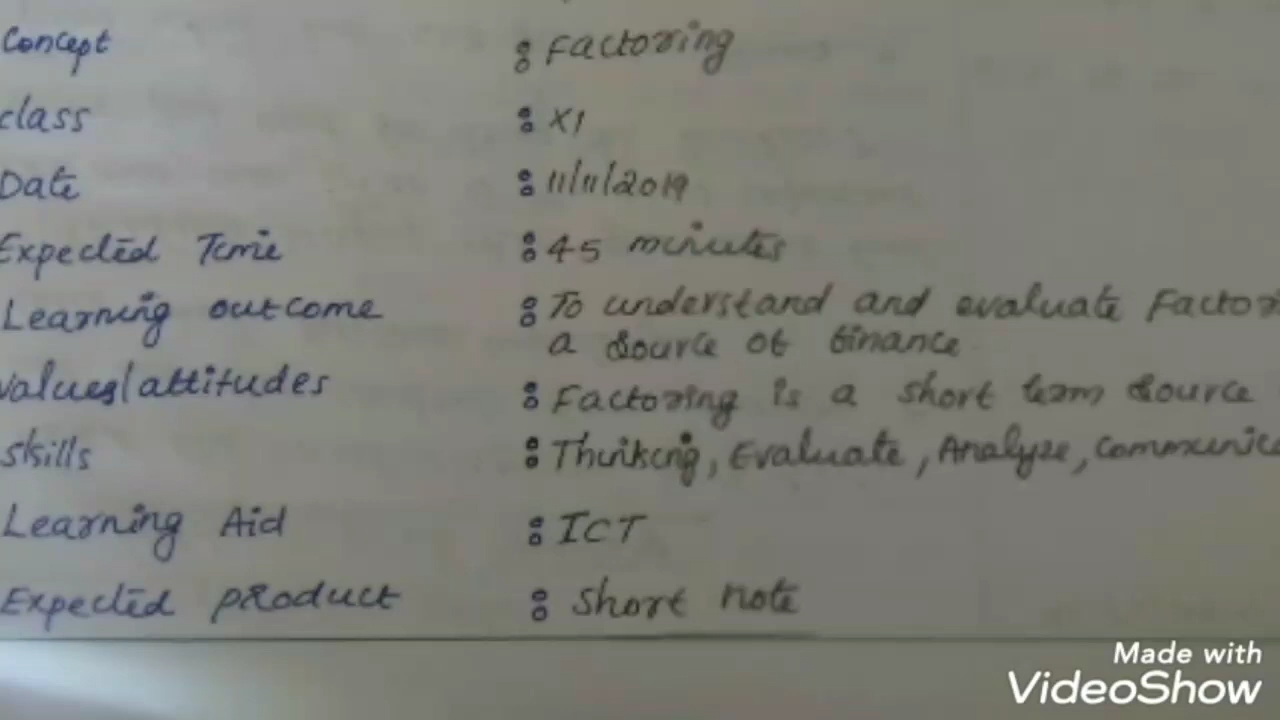 Concept : Factoring
class : XI
Date : 11/11/2019
Expected Time : 45 minutes
Learning outcome : To understand and evaluate
a source of finance
values/attitudes : Factoring is a short term source
skills : Thinking, Evaluate, Analyze,
Learning Aid : ICT
Expected product : Short note
Made with
VideoShow